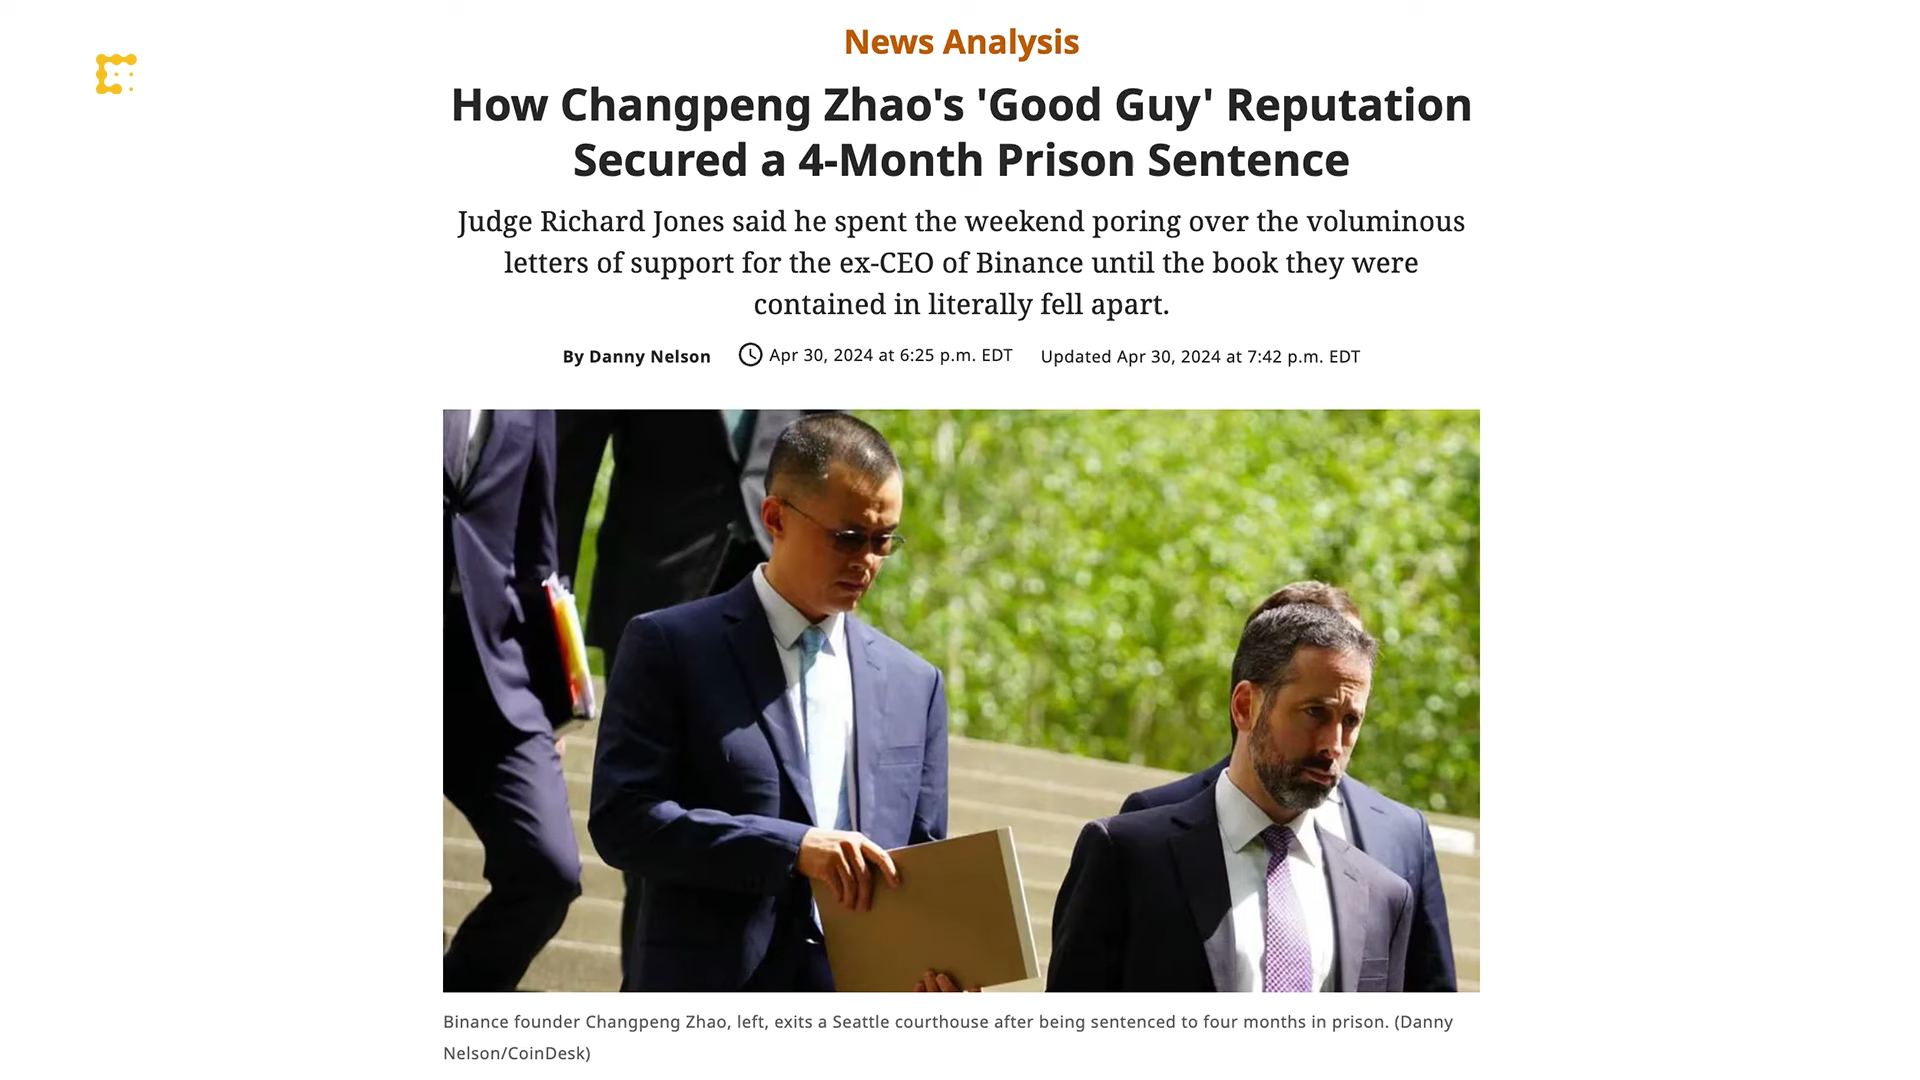 News Analysis
How Changpeng Zhao's 'Good Guy' Reputation
Secured a 4-Month Prison Sentence
Judge Richard Jones said he spent the weekend poring over the voluminous
letters of support for the ex-CEO of Binance until the book they were
contained in literally fell apart.
By Danny Nelson Apr 30, 2024 at 6:25 p.m. EDT Updated Apr 30, 2024 at 7:42 p.m. EDT
Binance founder Changpeng Zhao, left, exits a Seattle courthouse after being sentenced to four months in prison. (Danny
Nelson/CoinDesk)